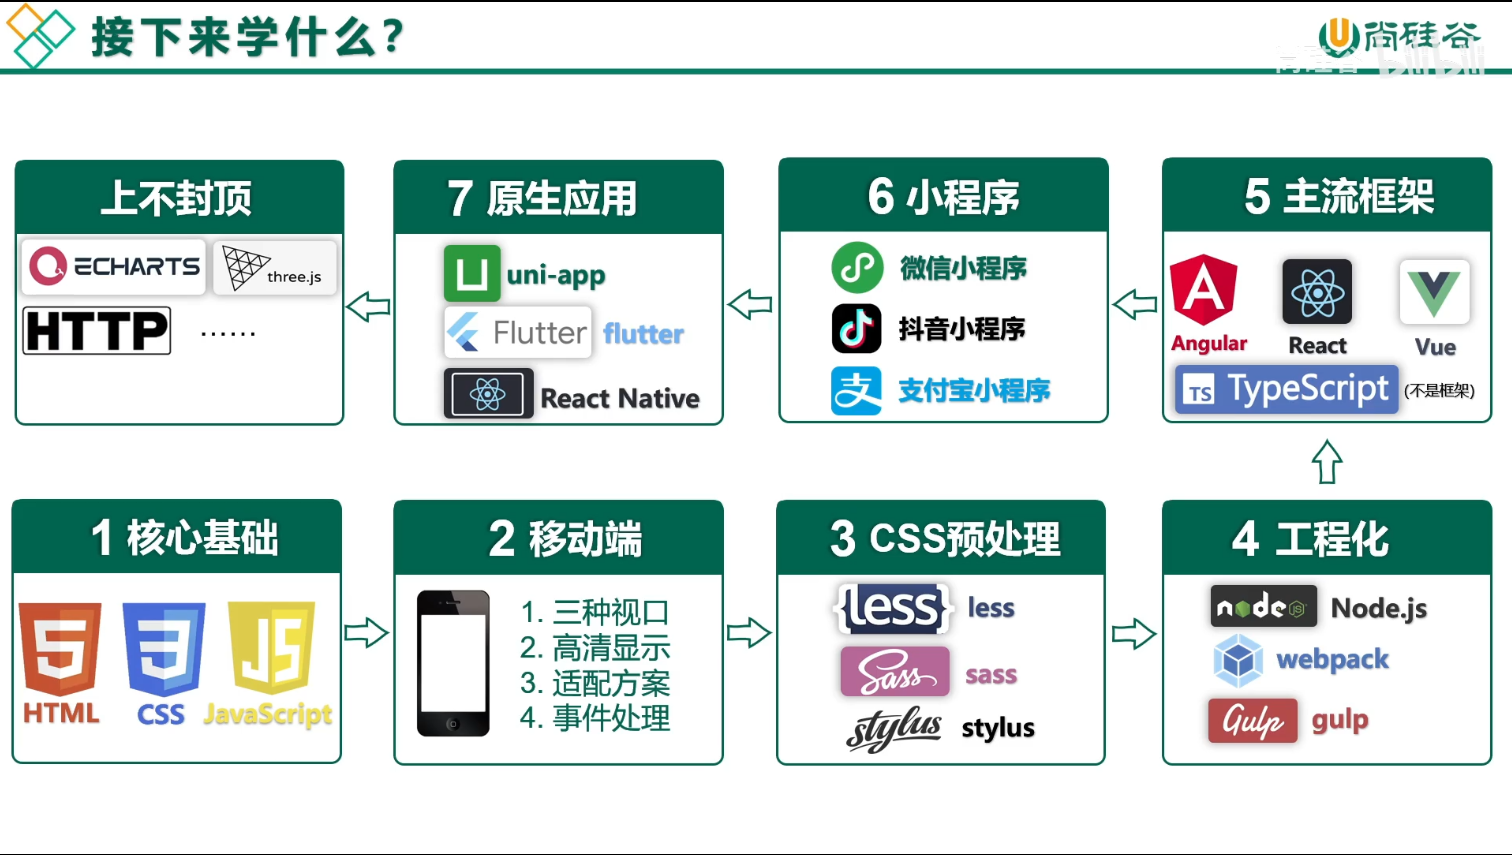 接下来学什么?
尚硅谷
尚硅谷 bilibili
上不封顶
ECHARTS
three.js
HTTP
······
7 原生应用
uni-app
Flutter flutter
React Native
6 小程序
微信小程序
抖音小程序
支 支付宝小程序
5 主流框架
Angular
React
Vue
TS TypeScript (不是框架)
1 核心基础
HTML
CSS
JS
JavaScript
2 移动端
1. 三种视口
2. 高清显示
3. 适配方案
4. 事件处理
3 CSS预处理
{less} less
Sass sass
stylus stylus
4 工程化
node JS Node.js
webpack
Gulp gulp